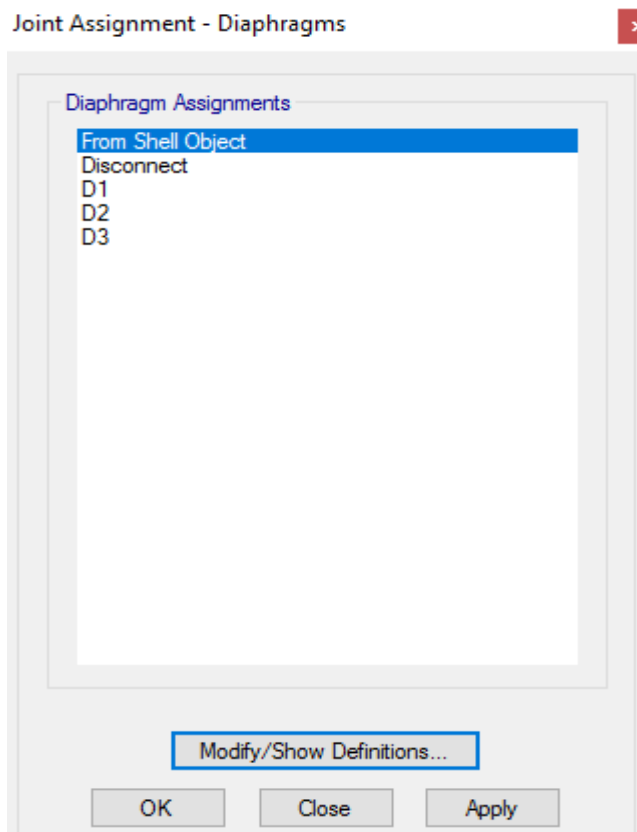 Joint Assignment - Diaphragms
Diaphragm Assignments
From Shell Object
Disconnect
D1
D2
D3
Modify/Show Definitions...
OK Close Apply